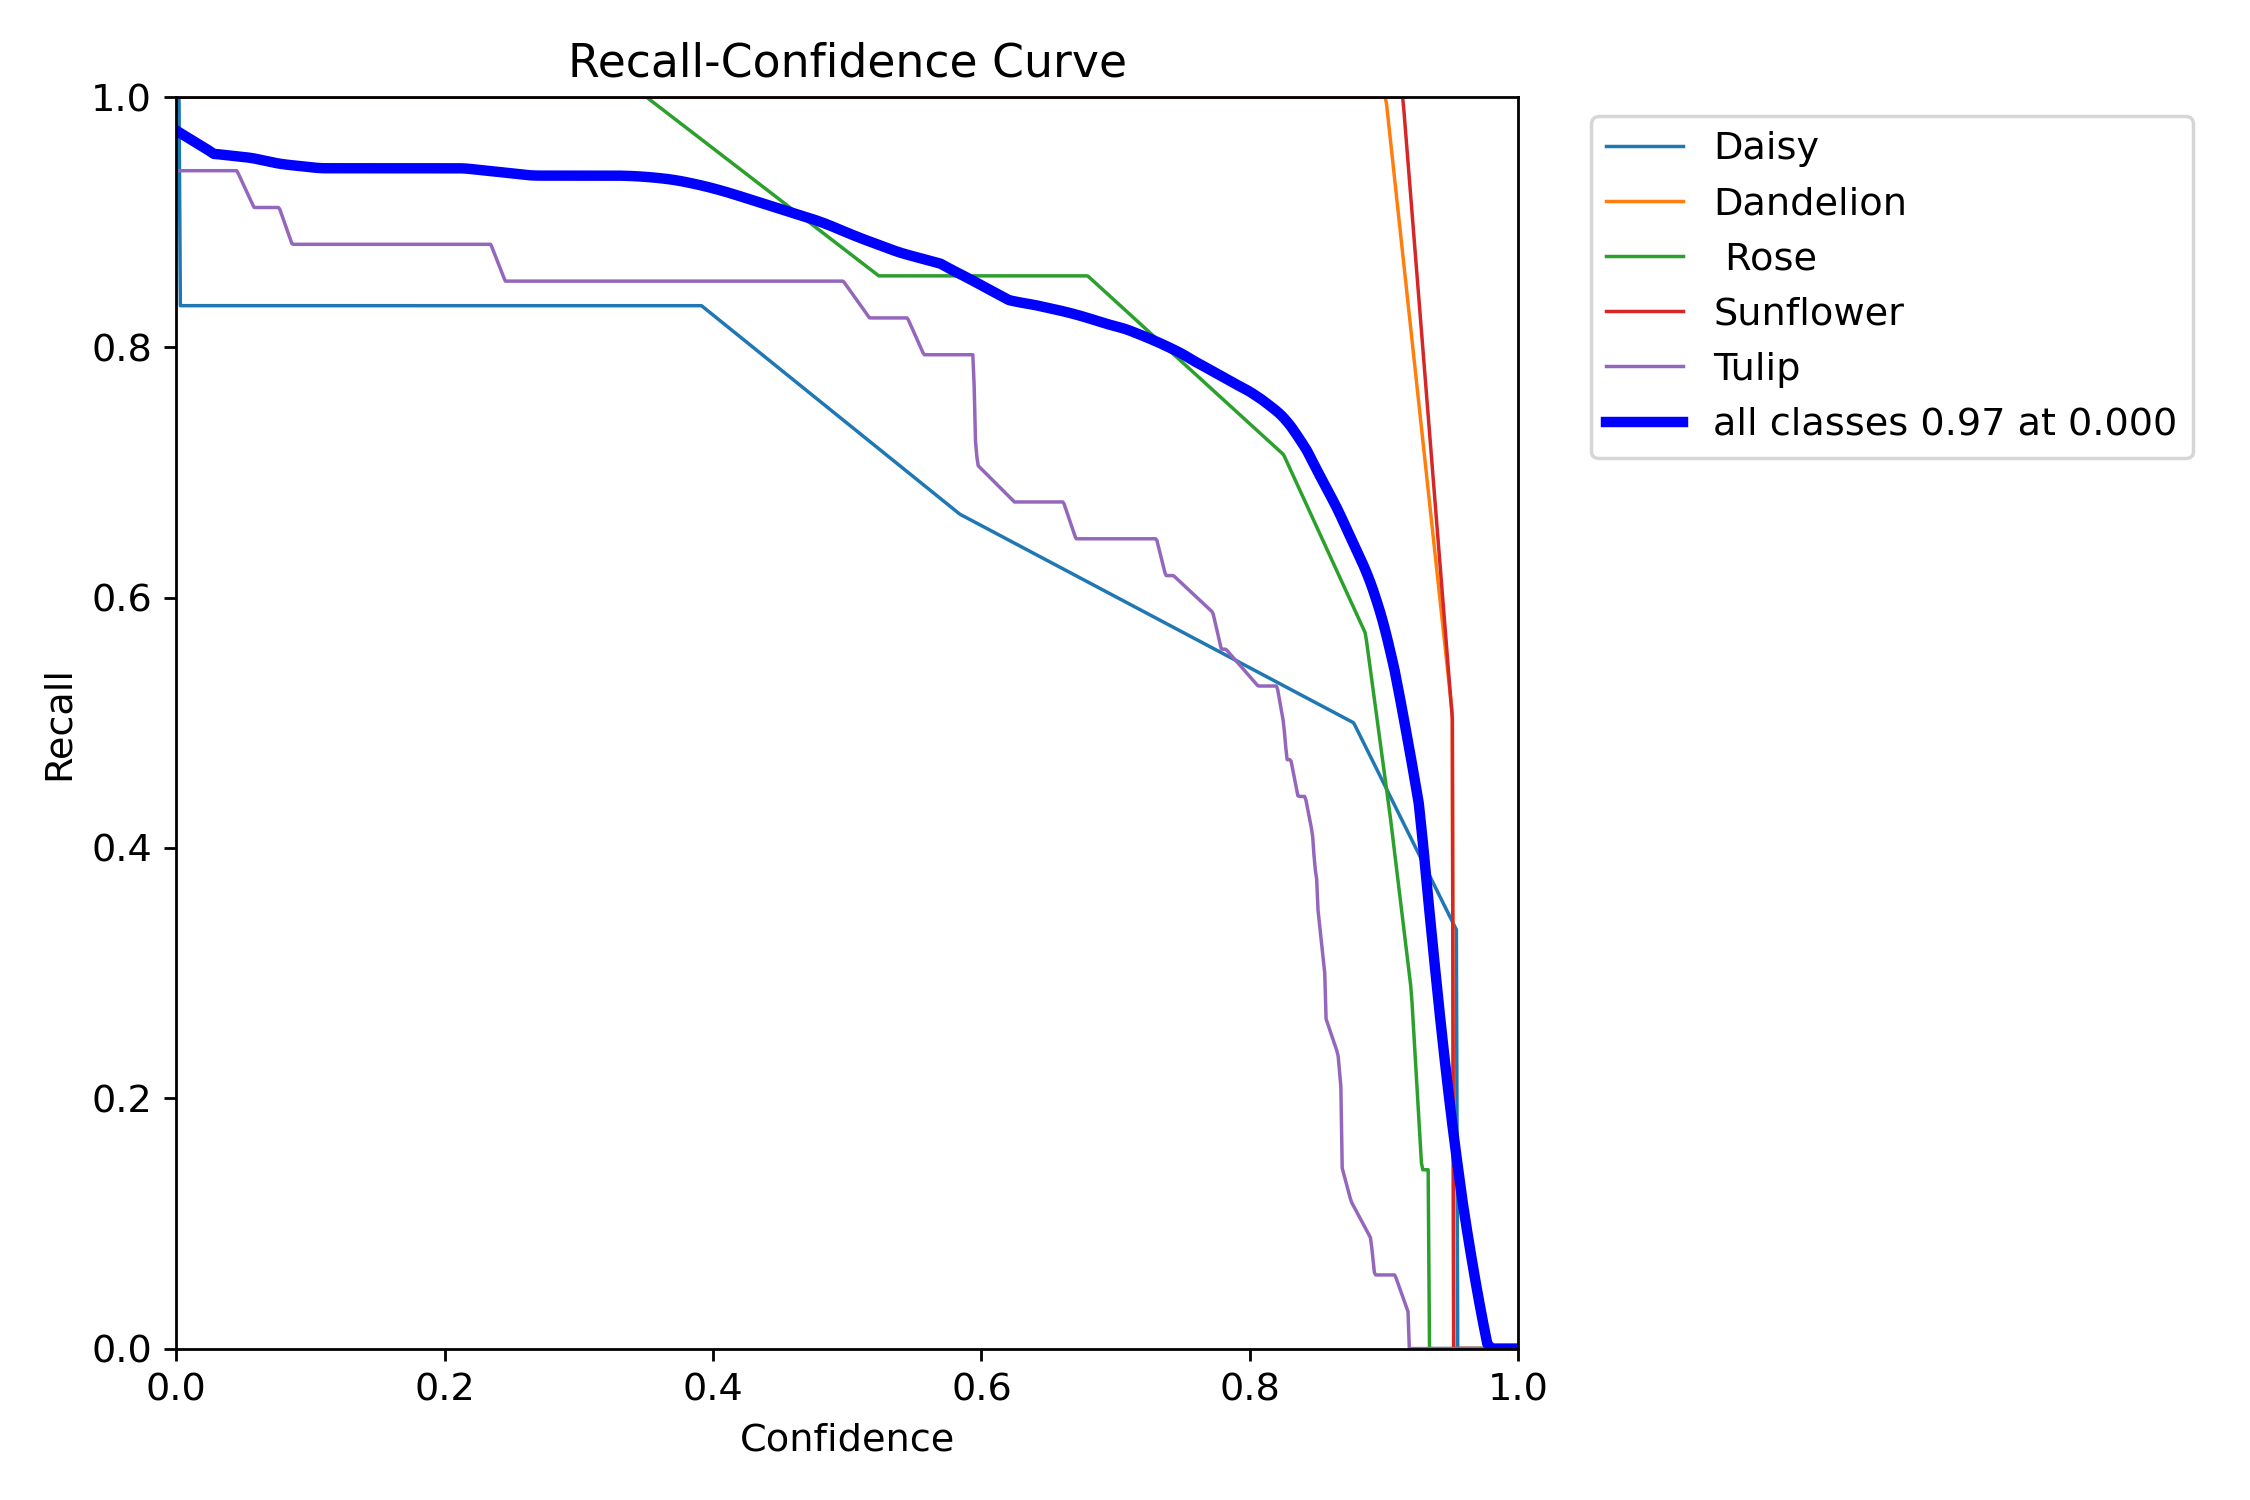 Recall-Confidence Curve
1.0
0.8
0.6
0.4
0.2
0.0
Recall
0.0 0.2 0.4 0.6 0.8 1.0
Confidence
Daisy
Dandelion
Rose
Sunflower
Tulip
all classes 0.97 at 0.000